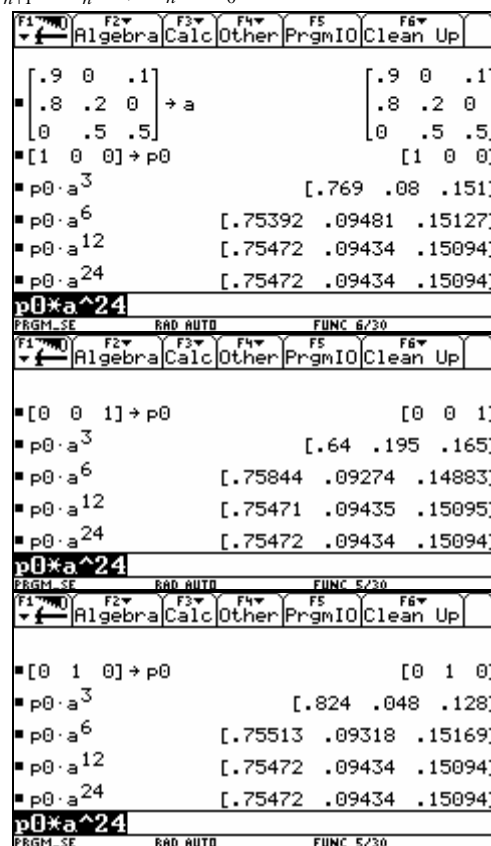 F1 F2 F3 F4 F5 F6
Algebra Calc Other PrgmIO Clean Up
[.9 0 .1] [.9 0 .1]
[.8 .2 0] → a [.8 .2 0]
[0 .5 .5] [0 .5 .5]
[1 0 0] → p0 [1 0 0]
p0·a^3 [.769 .08 .151]
p0·a^6 [.75392 .09481 .15127]
p0·a^12 [.75472 .09434 .15094]
p0·a^24 [.75472 .09434 .15094]
p0*a^24
PRGM_SE RAD AUTO FUNC 6/30
F1 F2 F3 F4 F5 F6
Algebra Calc Other PrgmIO Clean Up
[0 0 1] → p0 [0 0 1]
p0·a^3 [.64 .195 .165]
p0·a^6 [.75844 .09274 .14883]
p0·a^12 [.75471 .09435 .15095]
p0·a^24 [.75472 .09434 .15094]
p0*a^24
PRGM_SE RAD AUTO FUNC 5/30
F1 F2 F3 F4 F5 F6
Algebra Calc Other PrgmIO Clean Up
[0 1 0] → p0 [0 1 0]
p0·a^3 [.824 .048 .128]
p0·a^6 [.75513 .09318 .15169]
p0·a^12 [.75472 .09434 .15094]
p0·a^24 [.75472 .09434 .15094]
p0*a^24
PRGM_SE RAD AUTO FUNC 5/30